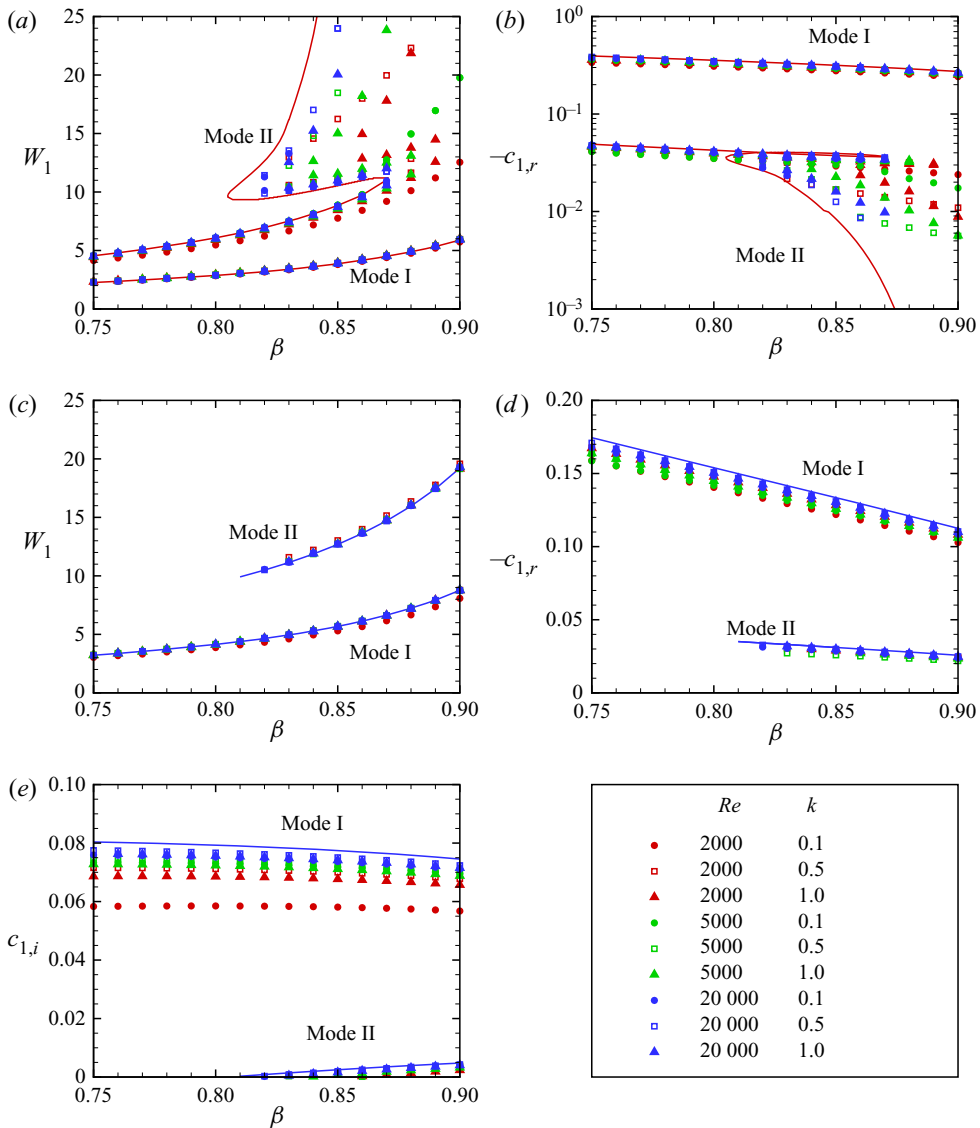 (a)
25
20
15
10
5
0
W1
Mode II
Mode I
0.75
0.80
0.85
0.90
β
(b)
10^0
10^−1
10^−2
10^−3
−c1,r
Mode I
Mode II
0.75
0.80
0.85
0.90
β
(c)
25
20
15
10
5
0
W1
Mode II
Mode I
0.75
0.80
0.85
0.90
β
(d)
0.20
0.15
0.10
0.05
0
−c1,r
Mode I
Mode II
0.75
0.80
0.85
0.90
β
(e)
0.10
0.08
0.06
0.04
0.02
0
c1,i
Mode I
Mode II
0.75
0.80
0.85
0.90
β
Re k
2000 0.1
2000 0.5
2000 1.0
5000 0.1
5000 0.5
5000 1.0
20 000 0.1
20 000 0.5
20 000 1.0